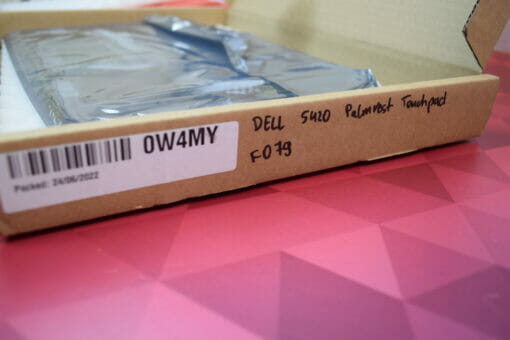 0W4MY
Packed: 24/06/2022
DELL 5420 Palmrest Touchpad
F079